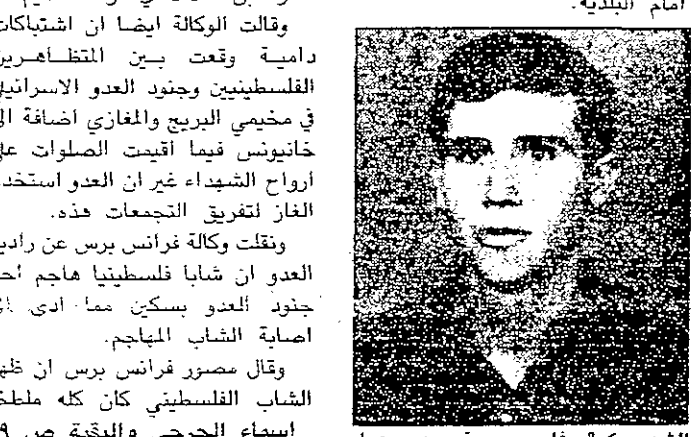 وقالت الوكالة ايضا ان اشتباكات
دامية وقعت بين المتظاهرين
الفلسطينيين وجنود العدو الاسرائيلي
في مخيمي البريج والمغازي اضافة الى
خانيونس فيما اقيمت الصلوات على
أرواح الشهداء غير ان العدو استخدم
الغاز لتفريق التجمعات هذه.
ونقلت وكالة فرانس برس عن راديو
العدو ان شابا فلسطينيا هاجم احد
جنود العدو بسكين مما ادى الى
اصابة الشاب المهاجم.
وقال مصور فرانس برس ان ظهر
الشاب الفلسطيني كان كله ملطخا
اسماء الجرحى والبقية ص ٩
امام البلدية.